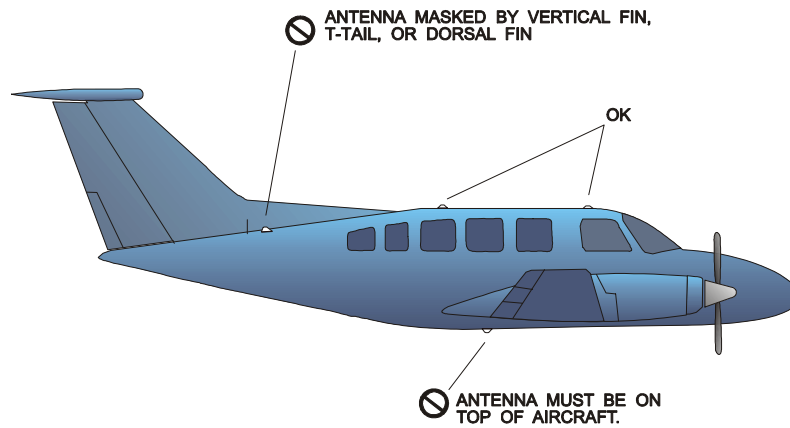 ANTENNA MASKED BY VERTICAL FIN,
T-TAIL, OR DORSAL FIN
OK
ANTENNA MUST BE ON
TOP OF AIRCRAFT.